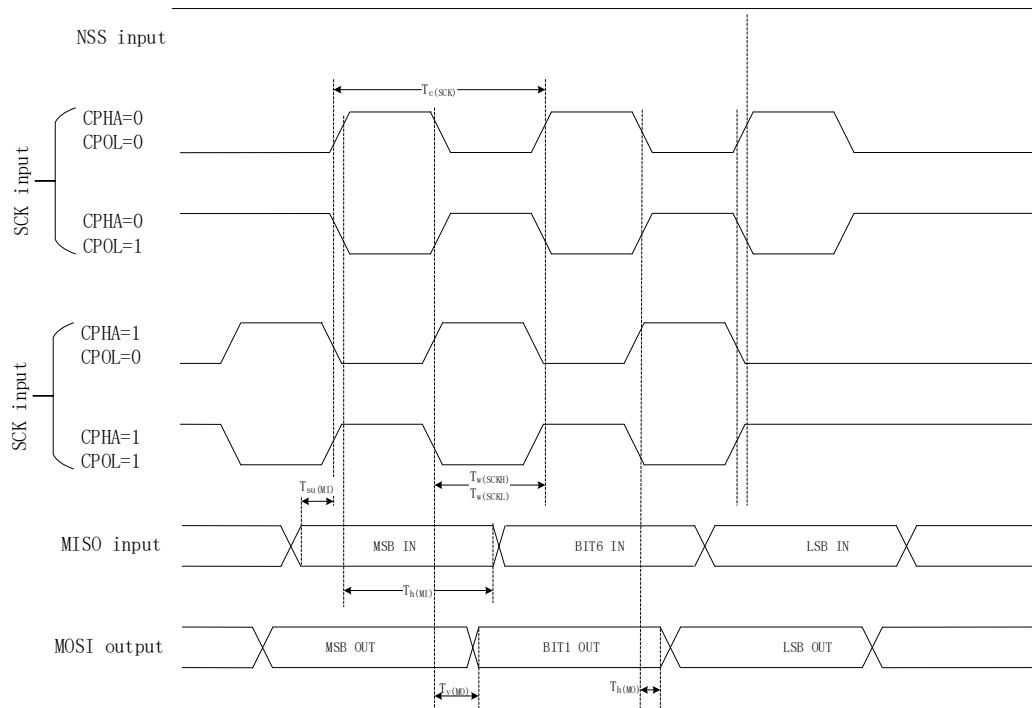 NSS input
Tc(SCK)
SCK input
CPHA=0
CPOL=0
CPHA=0
CPOL=1
SCK input
CPHA=1
CPOL=0
CPHA=1
CPOL=1
Tsu(MI)
Tw(SCKH)
Tw(SCKL)
MISO input
MSB IN
BIT6 IN
LSB IN
Th(MI)
MOSI output
MSB OUT
BIT1 OUT
LSB OUT
Tv(MO)
Th(MO)